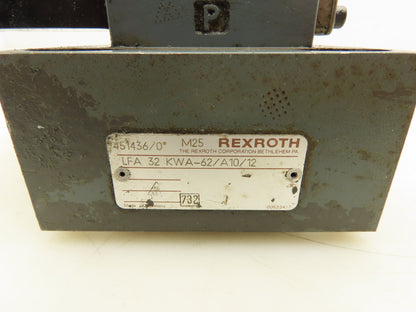 P
451436/0* M25 REXROTH
THE REXROTH CORPORATION BETHLEHEM PA
LFA 32 KWA-62/A10/12
732